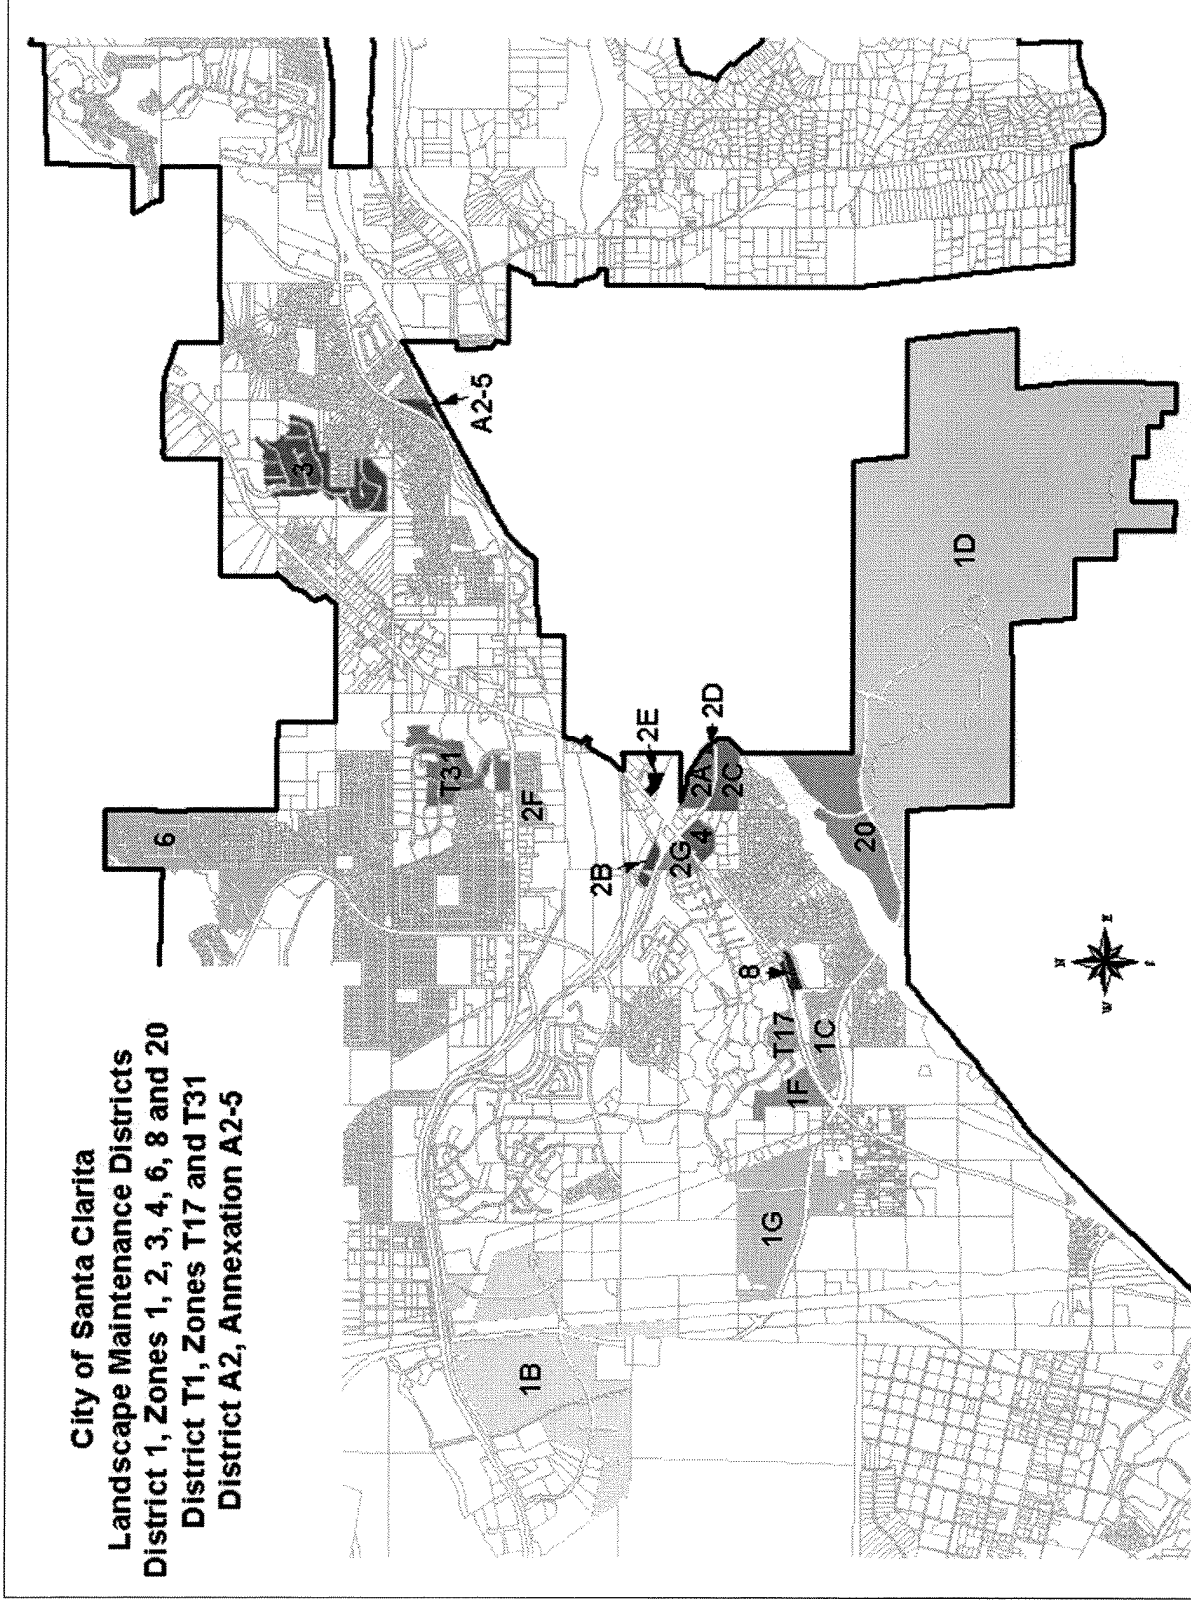 City of Santa Clarita
Landscape Maintenance Districts
District 1, Zones 1, 2, 3, 4, 6, 8 and 20
District T1, Zones T17 and T31
District A2, Annexation A2-5
6
3
A2-5
T31
2F
2E
2B
2A
2D
2G
4
2C
8
20
1D
T17
1F
1C
1G
1B
N
W
E